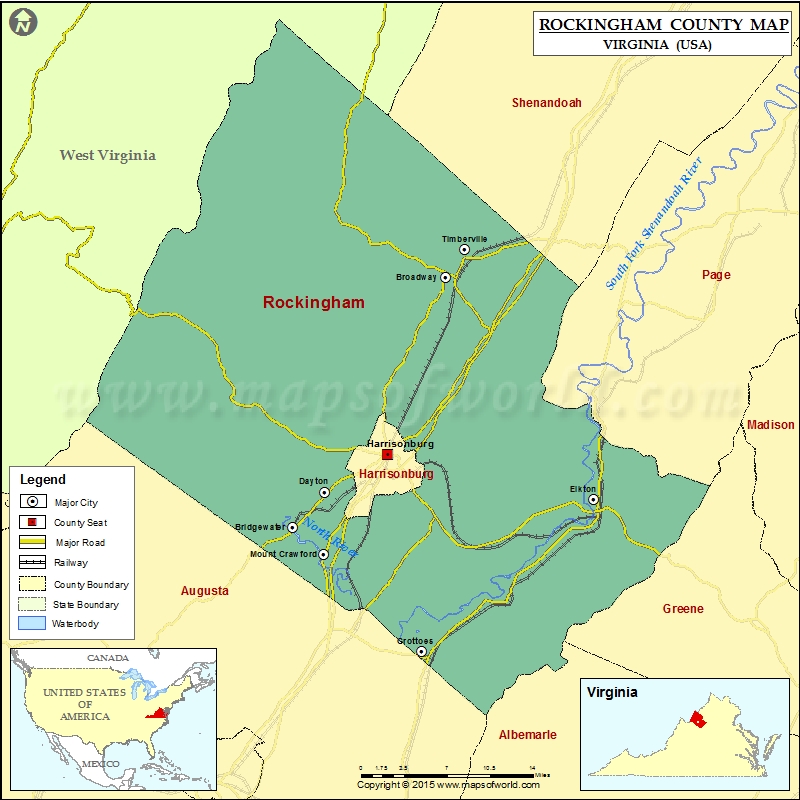 N
ROCKINGHAM COUNTY MAP
VIRGINIA (USA)
Shenandoah
West Virginia
South Fork Shenandoah River
Timberville
Broadway
Page
Rockingham
www.mapsofworld.com
Madison
Harrisonburg
Harrisonburg
Dayton
Elkton
Bridgewater
North River
Mount Crawford
Augusta
Greene
Grottoes
Albemarle
Legend
Major City
County Seat
Major Road
Railway
County Boundary
State Boundary
Waterbody
CANADA
UNITED STATES
OF
AMERICA
MEXICO
Virginia
0 1.75 3.5 7 10.5 14
Miles
Copyright © 2015 www.mapsofworld.com